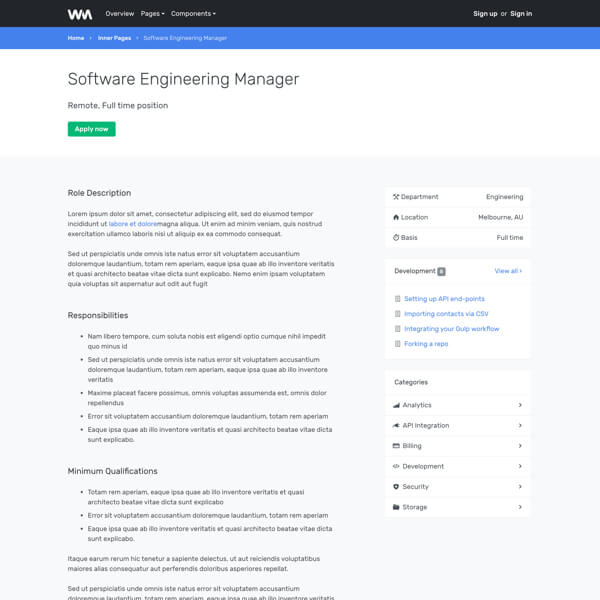 WM Overview Pages Components Sign up or Sign in
Home Inner Pages Software Engineering Manager
Software Engineering Manager
Remote, Full time position
Apply now
Role Description
Lorem ipsum dolor sit amet, consectetur adipiscing elit, sed do eiusmod tempor
incididunt ut labore et doloremagna aliqua. Ut enim ad minim veniam, quis nostrud
exercitation ullamco laboris nisi ut aliquip ex ea commodo consequat.
Sed ut perspiciatis unde omnis iste natus error sit voluptatem accusantium
doloremque laudantium, totam rem aperiam, eaque ipsa quae ab illo inventore veritatis
et quasi architecto beatae vitae dicta sunt explicabo. Nemo enim ipsam voluptatem
quia voluptas sit aspernatur aut odit aut fugit
Responsibilities
Nam libero tempore, cum soluta nobis est eligendi optio cumque nihil impedit
quo minus id
Sed ut perspiciatis unde omnis iste natus error sit voluptatem accusantium
doloremque laudantium, totam rem aperiam, eaque ipsa quae ab illo inventore
veritatis
Maxime placeat facere possimus, omnis voluptas assumenda est, omnis dolor
repellendus
Error sit voluptatem accusantium doloremque laudantium, totam rem aperiam
Eaque ipsa quae ab illo inventore veritatis et quasi architecto beatae vitae dicta
sunt explicabo.
Minimum Qualifications
Totam rem aperiam, eaque ipsa quae ab illo inventore veritatis et quasi
architecto beatae vitae dicta sunt explicabo
Error sit voluptatem accusantium doloremque laudantium, totam rem aperiam
Eaque ipsa quae ab illo inventore veritatis et quasi architecto beatae vitae dicta
sunt explicabo.
Itaque earum rerum hic tenetur a sapiente delectus, ut aut reiciendis voluptatibus
maiores alias consequatur aut perferendis doloribus asperiores repellat.
Sed ut perspiciatis unde omnis iste natus error sit voluptatem accusantium
doloremque laudantium, totam rem aperiam, eaque ipsa quae ab illo inventore veritatis
Department Engineering
Location Melbourne, AU
Basis Full time
Development View all
Setting up API end-points
Importing contacts via CSV
Integrating your Gulp workflow
Forking a repo
Categories
Analytics
API Integration
Billing
Development
Security
Storage